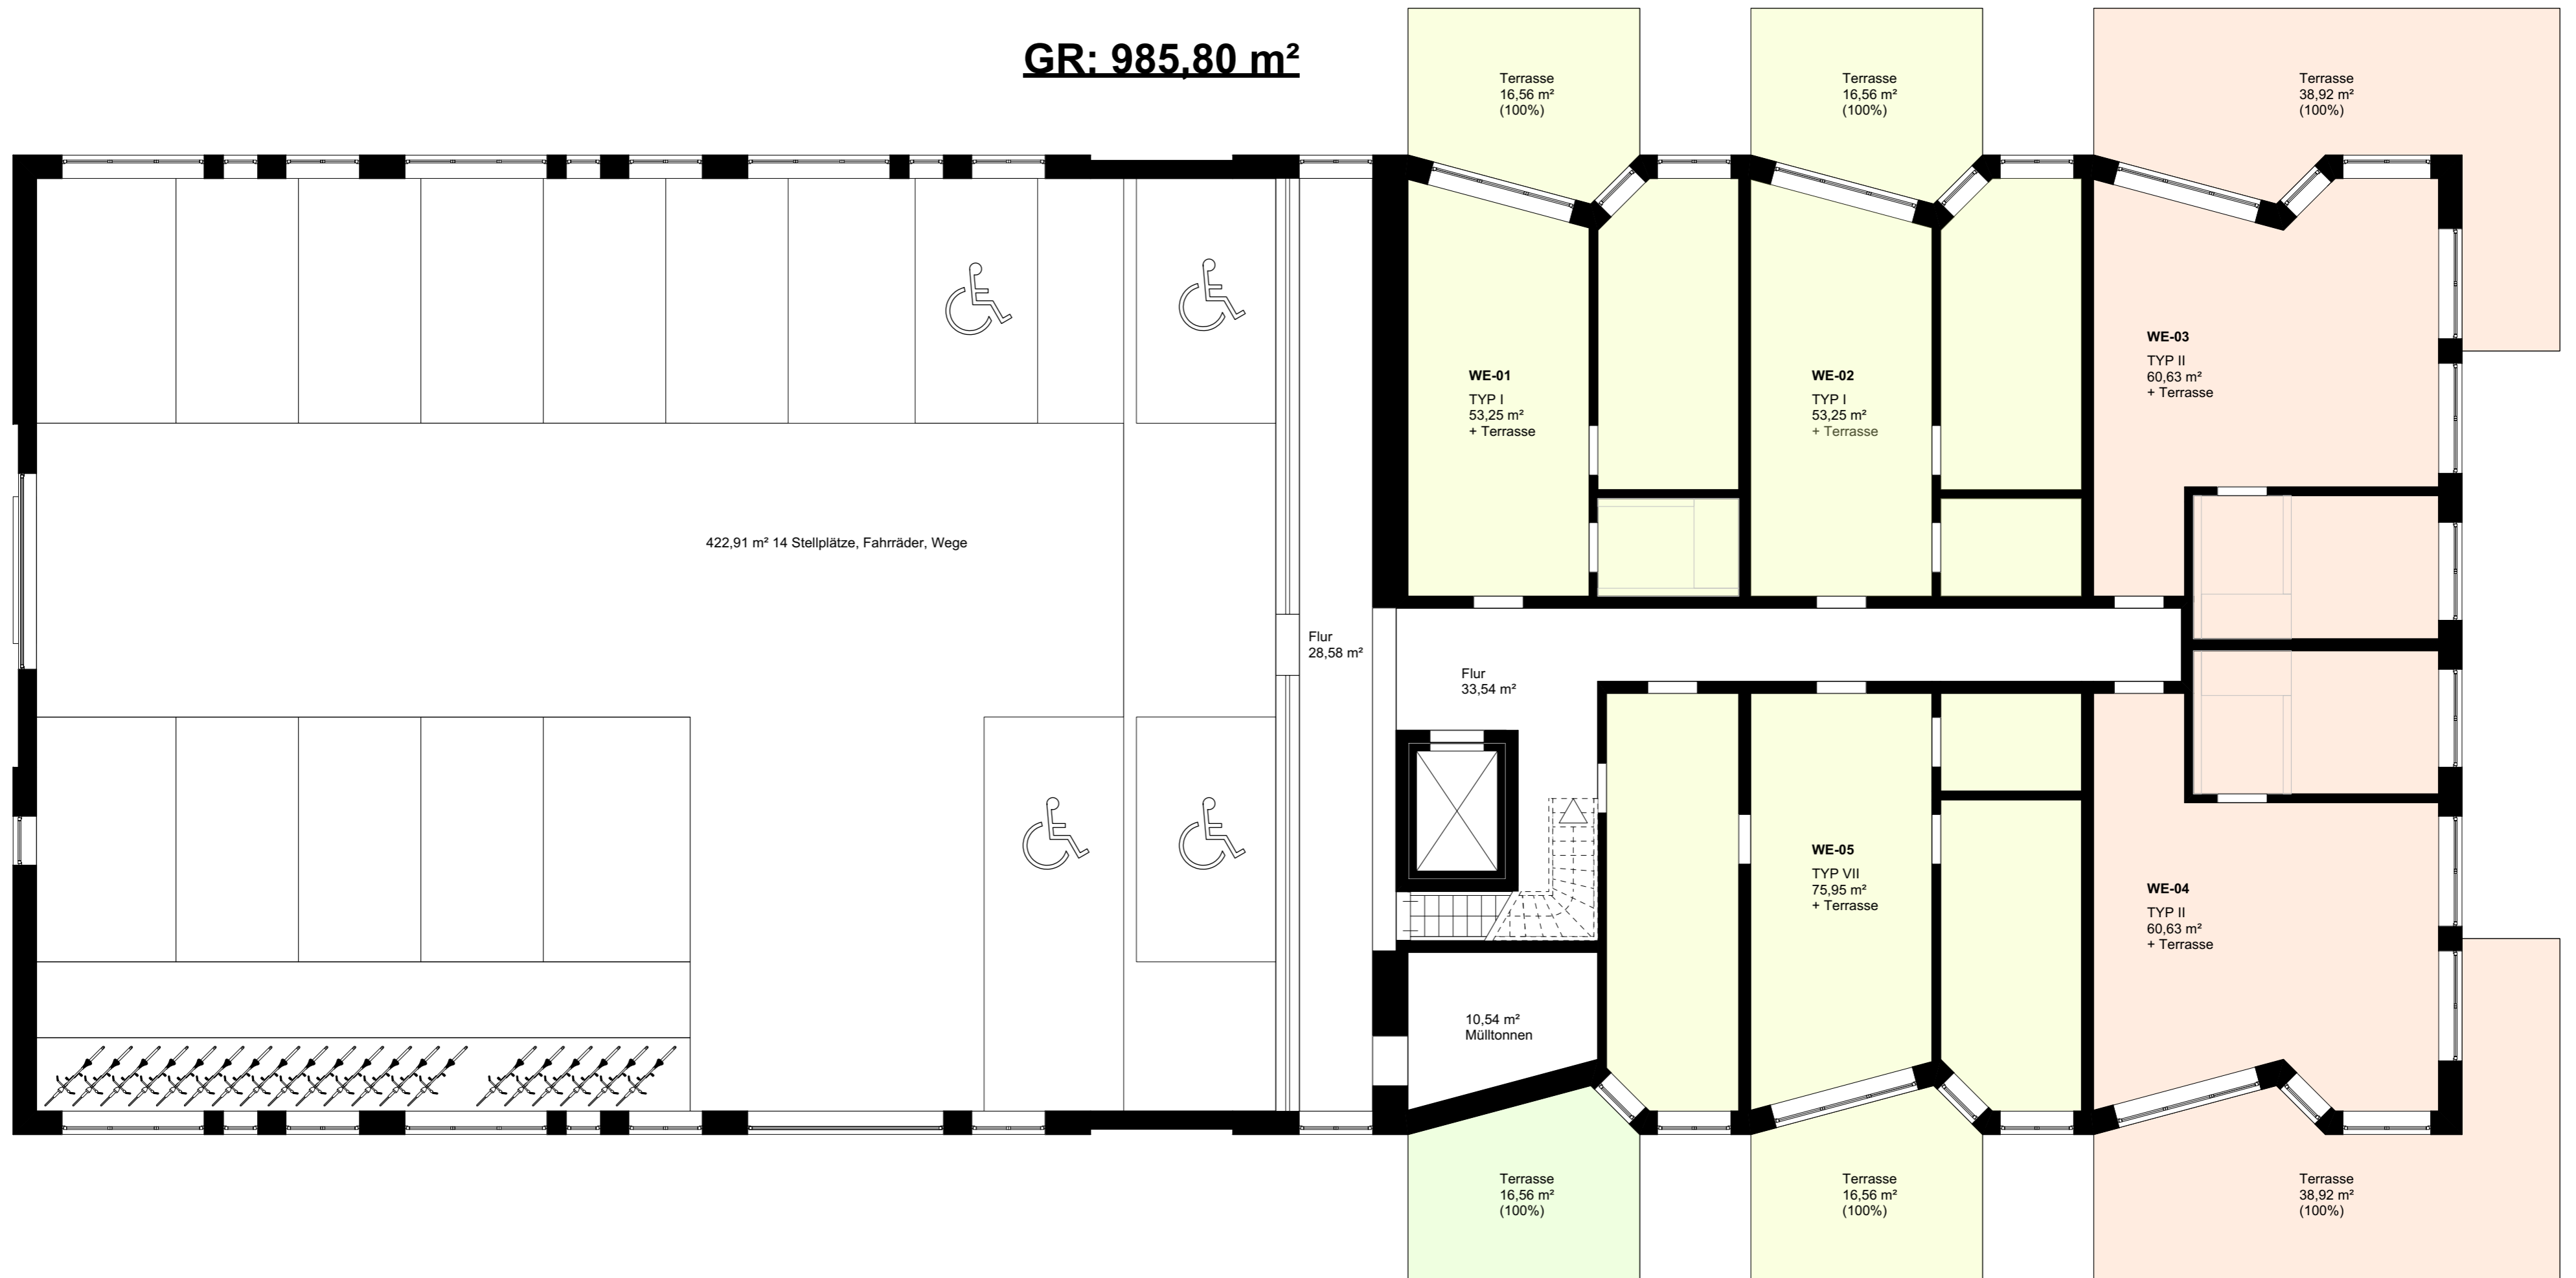 GR: 985,80 m²
Terrasse
16,56 m²
(100%)
Terrasse
16,56 m²
(100%)
Terrasse
38,92 m²
(100%)
WE-01
TYP I
53,25 m²
+ Terrasse
WE-02
TYP I
53,25 m²
+ Terrasse
WE-03
TYP II
60,63 m²
+ Terrasse
422,91 m² 14 Stellplätze, Fahrräder, Wege
Flur
28,58 m²
Flur
33,54 m²
WE-05
TYP VII
75,95 m²
+ Terrasse
WE-04
TYP II
60,63 m²
+ Terrasse
10,54 m²
Mülltonnen
Terrasse
16,56 m²
(100%)
Terrasse
16,56 m²
(100%)
Terrasse
38,92 m²
(100%)